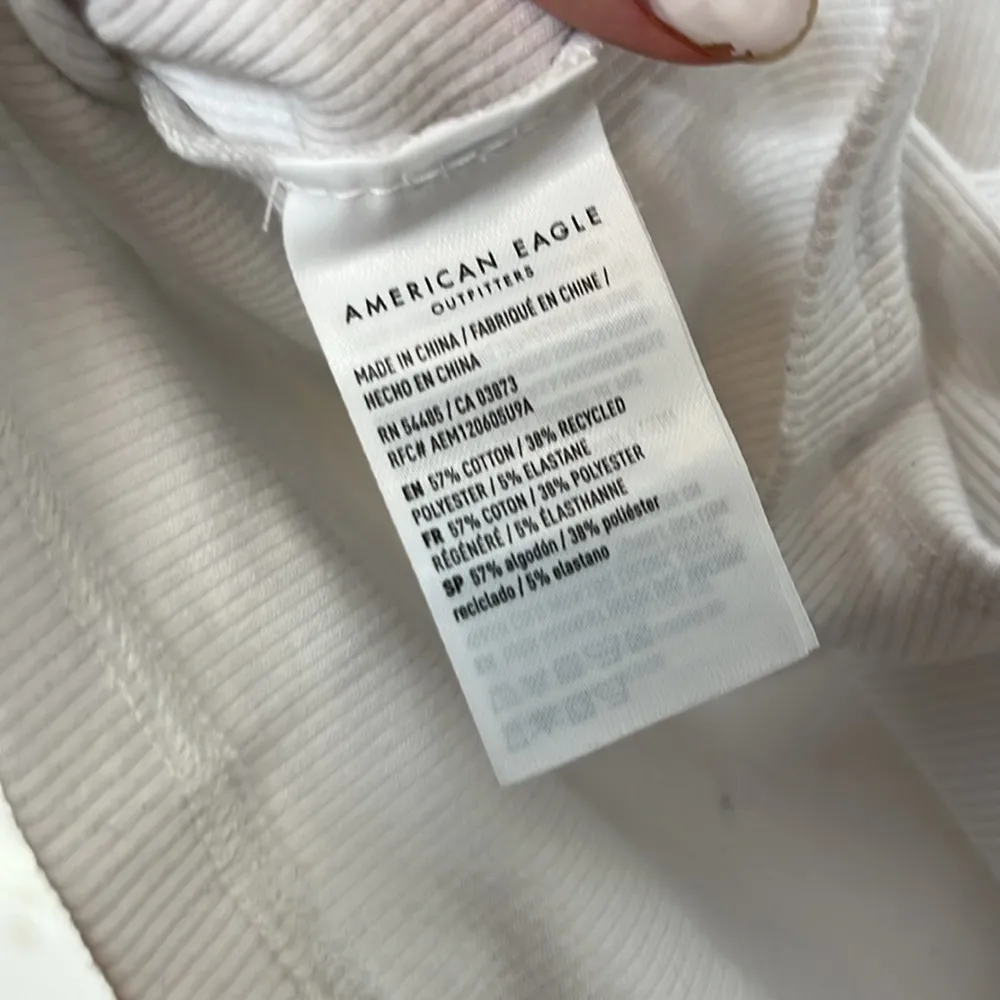 AMERICAN EAGLE
OUTFITTERS
MADE IN CHINA / FABRIQUÉ EN CHINE /
HECHO EN CHINA
RN 54485 / CA 03873
RFC# AEM120605U9A
EN 57% COTTON / 38% RECYCLED
POLYESTER / 5% ELASTANE
FR 57% COTON / 38% POLYESTER
RÉGÉNÉRÉ / 5% ÉLASTHANNE
SP 57% algodón / 38% poliéster
reciclado / 5% elastano